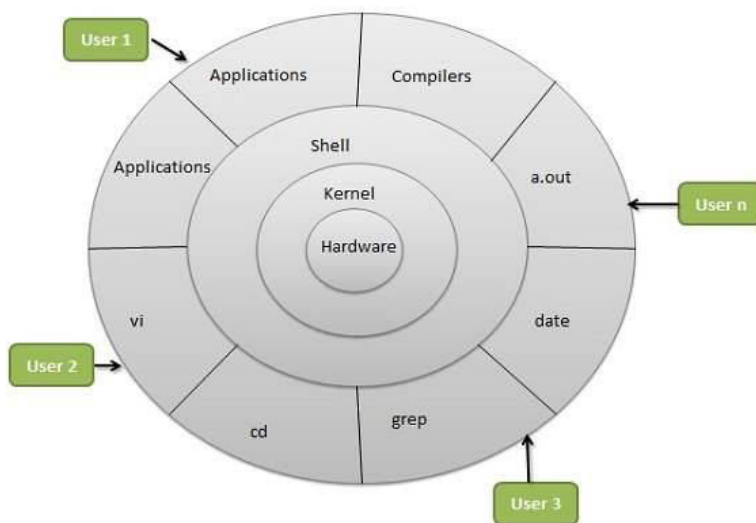 User 1
Applications
Compilers
Shell
Applications
a.out
Kernel
User n
Hardware
vi
date
User 2
cd
grep
User 3